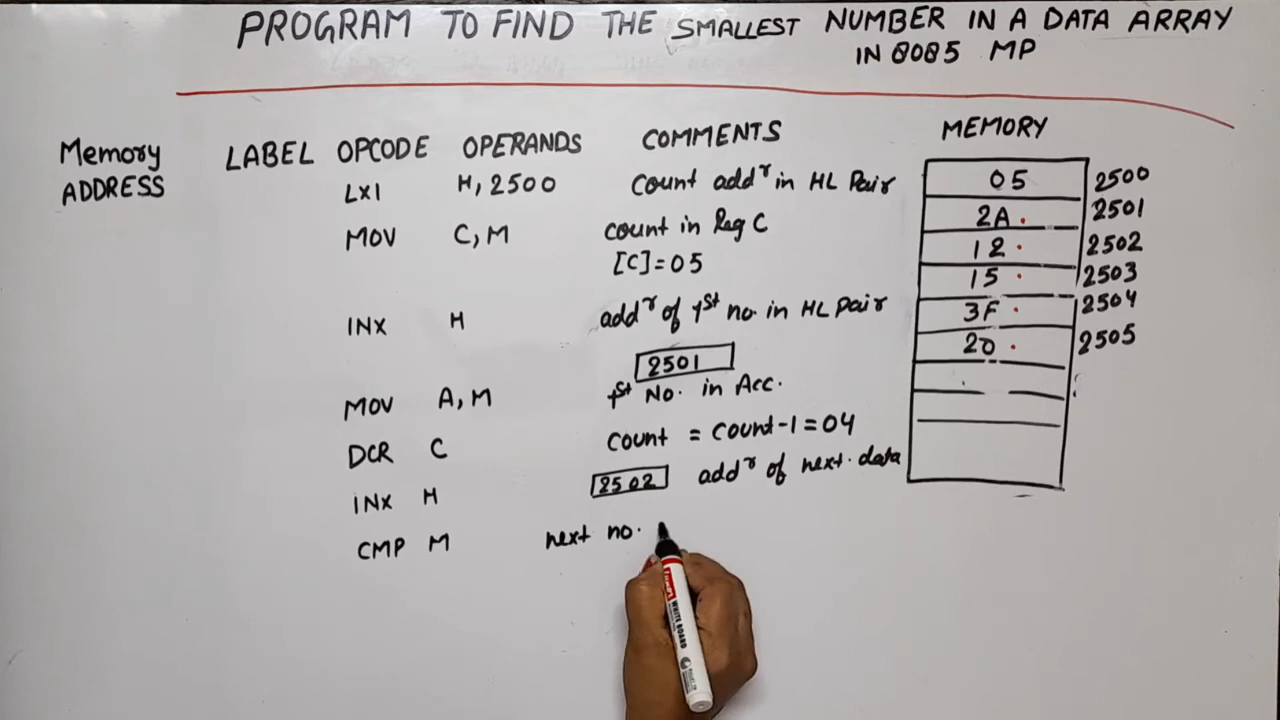 PROGRAM TO FIND THE SMALLEST NUMBER IN A DATA ARRAY
IN 8085 MP
Memory ADDRESS
LABEL OPCODE OPERANDS COMMENTS
LXI H, 2500 Count addr in HL Pair
MOV C, M count in Reg C
[C] = 05
INX H addr of 1st no. in HL Pair
2501
MOV A, M 1st No. in Acc.
DCR C count = count-1 = 04
INX H 2502 addr of next data
CMP M next no.
MEMORY
05 2500
2A 2501
12 2502
15 2503
3F 2504
20 2505
WHITE BOARD